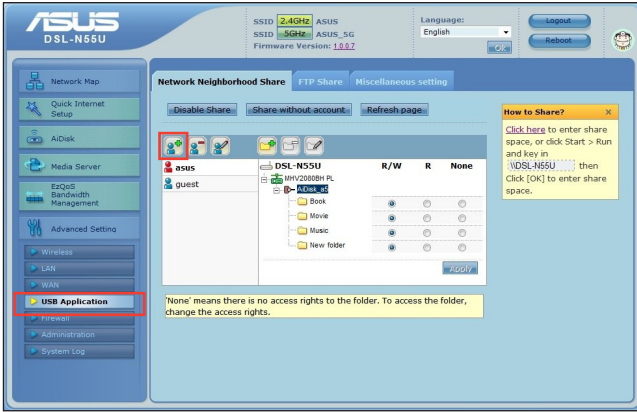 ASUS
DSL-N55U
SSID 2.4GHz ASUS
SSID 5GHz ASUS_5G
Firmware Version: 1.0.0.7
Language:
English
OK
Logout
Reboot
Network Map
Quick Internet
Setup
AiDisk
Media Server
EzQoS
Bandwidth
Management
Advanced Setting
Wireless
LAN
WAN
USB Application
Firewall
Administration
System Log
Network Neighborhood Share
FTP Share
Miscellaneous setting
Disable Share
Share without account
Refresh page
asus
guest
DSL-N55U R/W R None
MHV2080BH PL
AiDisk_a5
Book
Movie
Music
New folder
Apply
'None' means there is no access rights to the folder. To access the folder,
change the access rights.
How to Share? x
Click here to enter share
space, or click Start > Run
and key in
\\DSL-N55U then
Click [OK] to enter share
space.